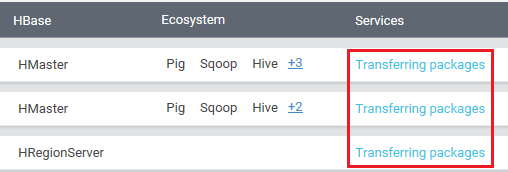 HBase Ecosystem Services
HMaster Pig Sqoop Hive +3 Transferring packages
HMaster Pig Sqoop Hive +2 Transferring packages
HRegionServer Transferring packages